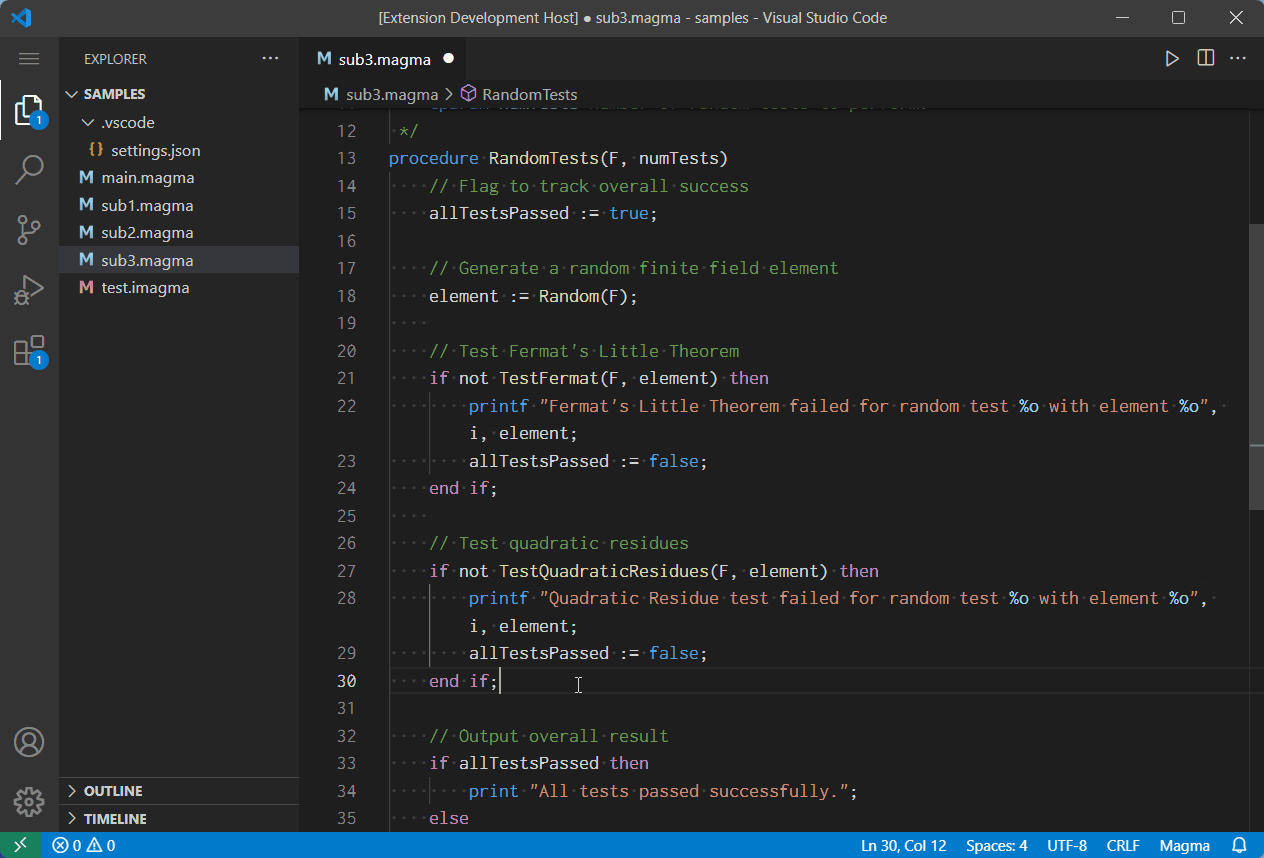 [Extension Development Host] ● sub3.magma - samples - Visual Studio Code
EXPLORER
SAMPLES
.vscode
{} settings.json
M main.magma
M sub1.magma
M sub2.magma
M sub3.magma
M test.imagma
OUTLINE
TIMELINE
1
1
M sub3.magma ●
M sub3.magma > RandomTests
12 */
13 procedure RandomTests(F, numTests)
14 // Flag to track overall success
15 allTestsPassed := true;
16
17 // Generate a random finite field element
18 element := Random(F);
19
20 // Test Fermat's Little Theorem
21 if not TestFermat(F, element) then
22 printf "Fermat's Little Theorem failed for random test %o with element %o",
i, element;
23 allTestsPassed := false;
24 end if;
25
26 // Test quadratic residues
27 if not TestQuadraticResidues(F, element) then
28 printf "Quadratic Residue test failed for random test %o with element %o",
i, element;
29 allTestsPassed := false;
30 end if;
31
32 // Output overall result
33 if allTestsPassed then
34 print "All tests passed successfully.";
35 else
0 0
Ln 30, Col 12 Spaces: 4 UTF-8 CRLF Magma